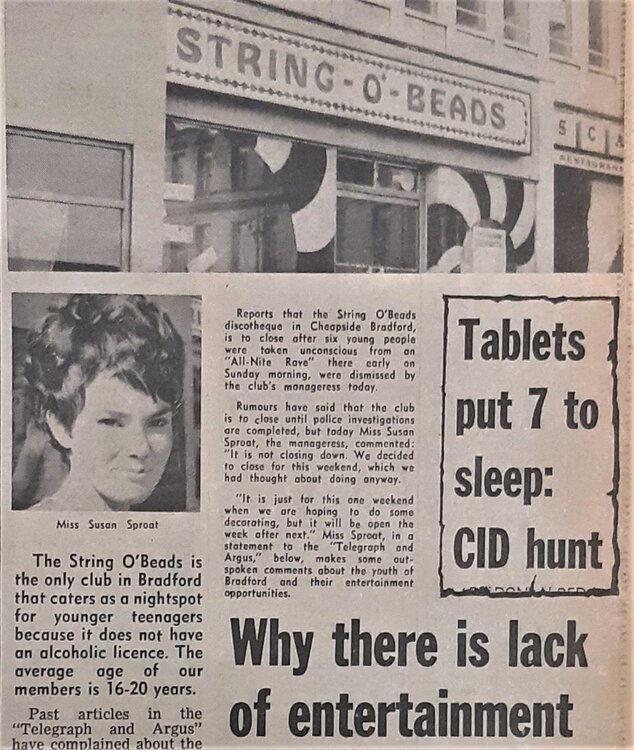 STRING-O'-BEADS
SCA
RESTAURANT
Miss Susan Sproat
The String O'Beads is
the only club in Bradford
that caters as a nightspot
for younger teenagers
because it does not have
an alcoholic licence. The
average age of our
members is 16-20 years.
Past articles in the
"Telegraph and Argus"
have complained about the
Reports that the String O'Beads
discotheque in Cheapside Bradford,
is to close after six young people
were taken unconscious from an
"All-Nite Rave" there early on
Sunday morning, were dismissed by
the club's manageress today.
Rumours have said that the club
is to close until police investigations
are completed, but today Miss Susan
Sproat, the manageress, commented:
"It is not closing down. We decided
to close for this weekend, which we
had thought about doing anyway.
"It is just for this one weekend
when we are hoping to do some
decorating, but it will be open the
week after next." Miss Sproat, in a
statement to the "Telegraph and
Argus," below, makes some out-
spoken comments about the youth of
Bradford and their entertainment
opportunities.
Tablets
put 7 to
sleep:
CID hunt
Why there is lack
of entertainment